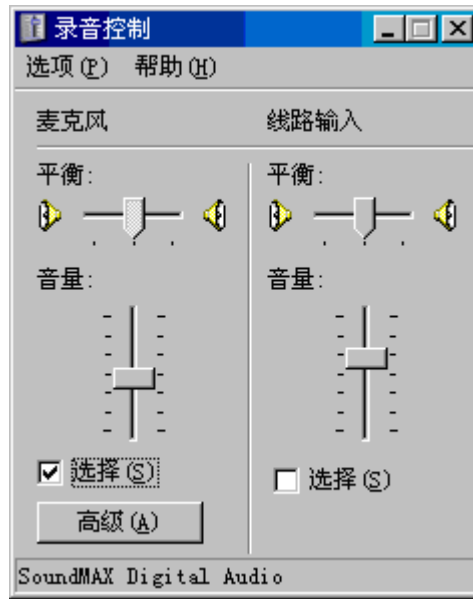 录音控制
选项(P) 帮助(H)
麦克风 线路输入
平衡: 平衡:
音量: 音量:
选择(S) 选择(S)
高级(A)
SoundMAX Digital Audio